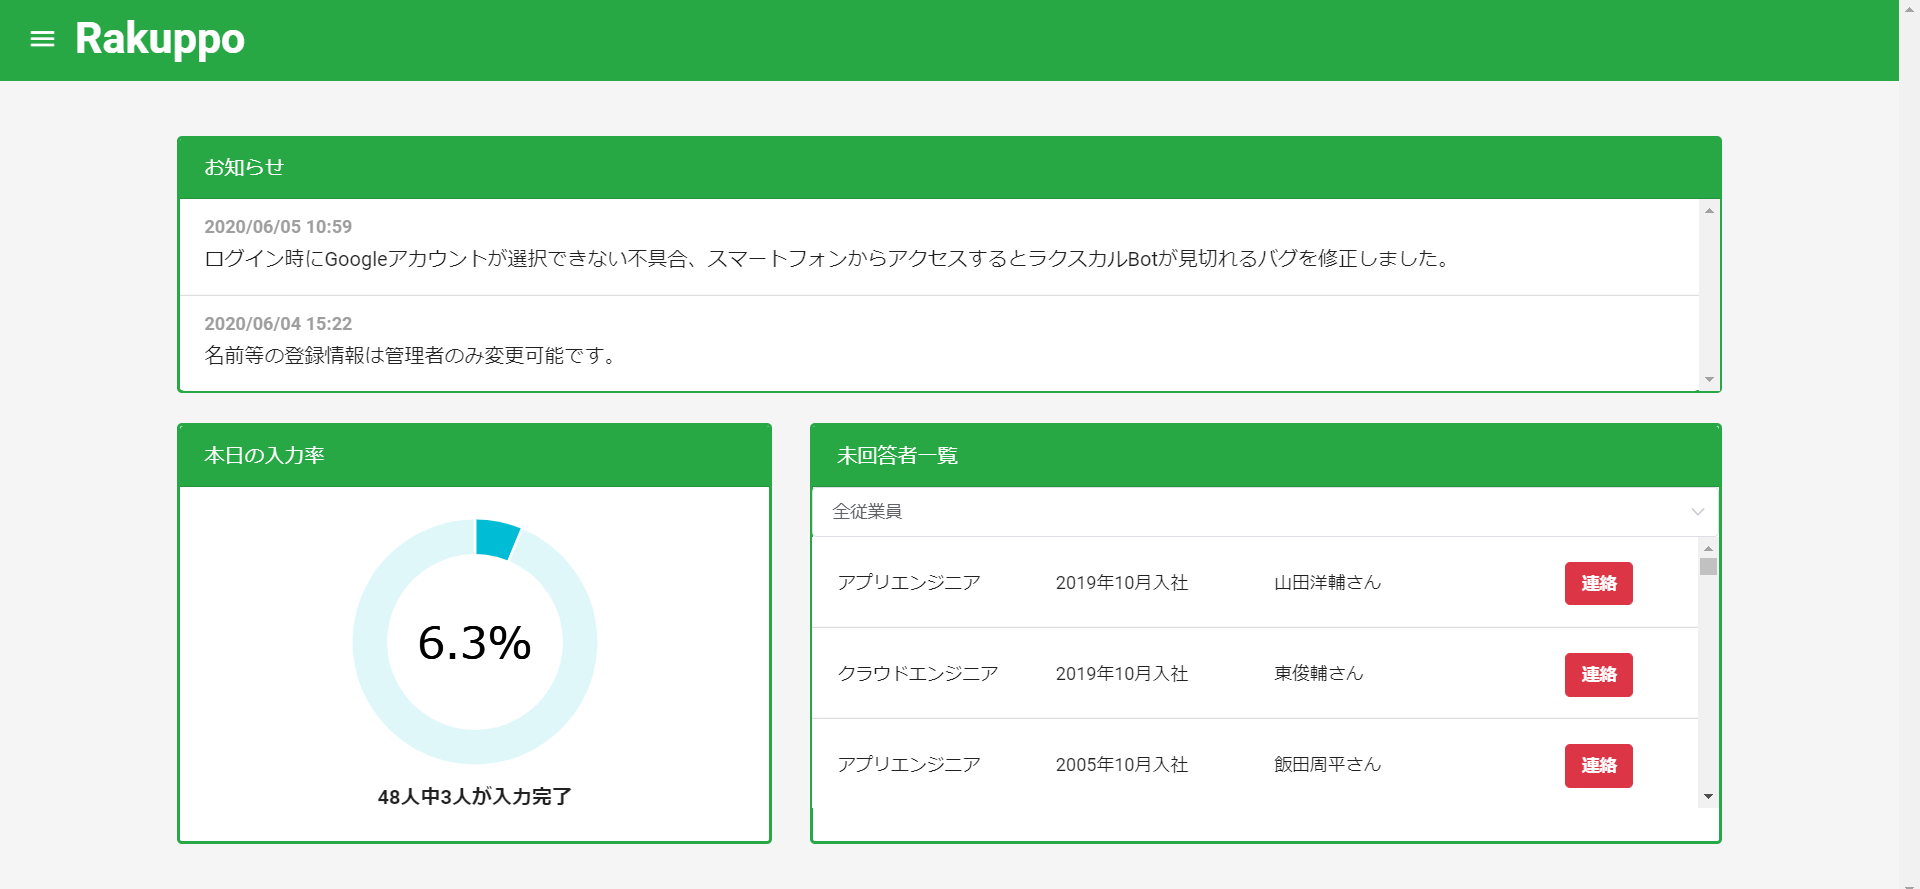 Rakuppo
お知らせ
2020/06/05 10:59
ログイン時にGoogleアカウントが選択できない不具合、スマートフォンからアクセスするとラクスカルBotが見切れるバグを修正しました。
2020/06/04 15:22
名前等の登録情報は管理者のみ変更可能です。
本日の入力率
6.3%
48人中3人が入力完了
未回答者一覧
全従業員
アプリエンジニア 2019年10月入社 山田洋輔さん 連絡
クラウドエンジニア 2019年10月入社 東俊輔さん 連絡
アプリエンジニア 2005年10月入社 飯田周平さん 連絡